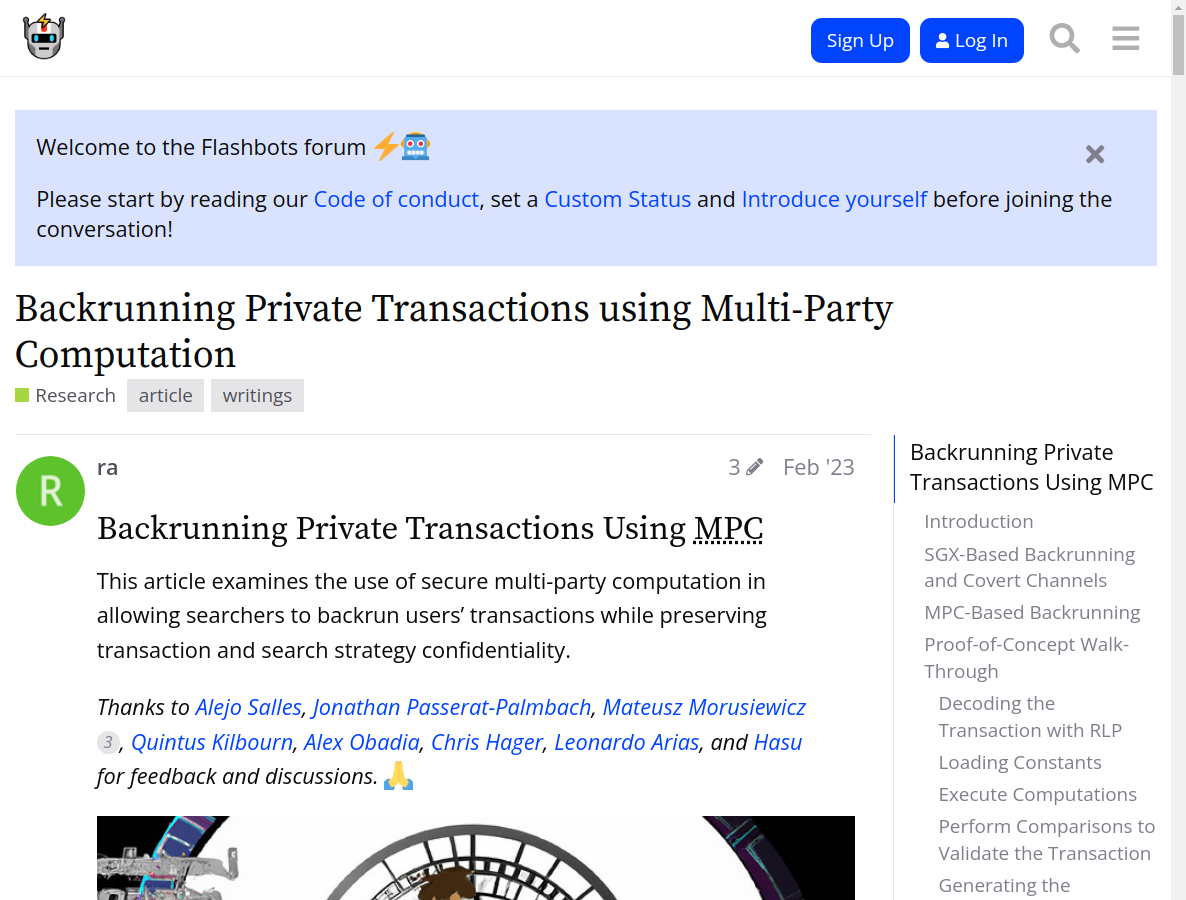 Sign Up
Log In
Welcome to the Flashbots forum
Please start by reading our Code of conduct, set a Custom Status and Introduce yourself before joining the
conversation!
Backrunning Private Transactions using Multi-Party
Computation
Research article writings
R
ra
3 Feb '23
Backrunning Private Transactions Using MPC
This article examines the use of secure multi-party computation in
allowing searchers to backrun users’ transactions while preserving
transaction and search strategy confidentiality.
Thanks to Alejo Salles, Jonathan Passerat-Palmbach, Mateusz Morusiewicz
3, Quintus Kilbourn, Alex Obadia, Chris Hager, Leonardo Arias, and Hasu
for feedback and discussions.
Backrunning Private
Transactions Using MPC
Introduction
SGX-Based Backrunning
and Covert Channels
MPC-Based Backrunning
Proof-of-Concept Walk-
Through
Decoding the
Transaction with RLP
Loading Constants
Execute Computations
Perform Comparisons to
Validate the Transaction
Generating the